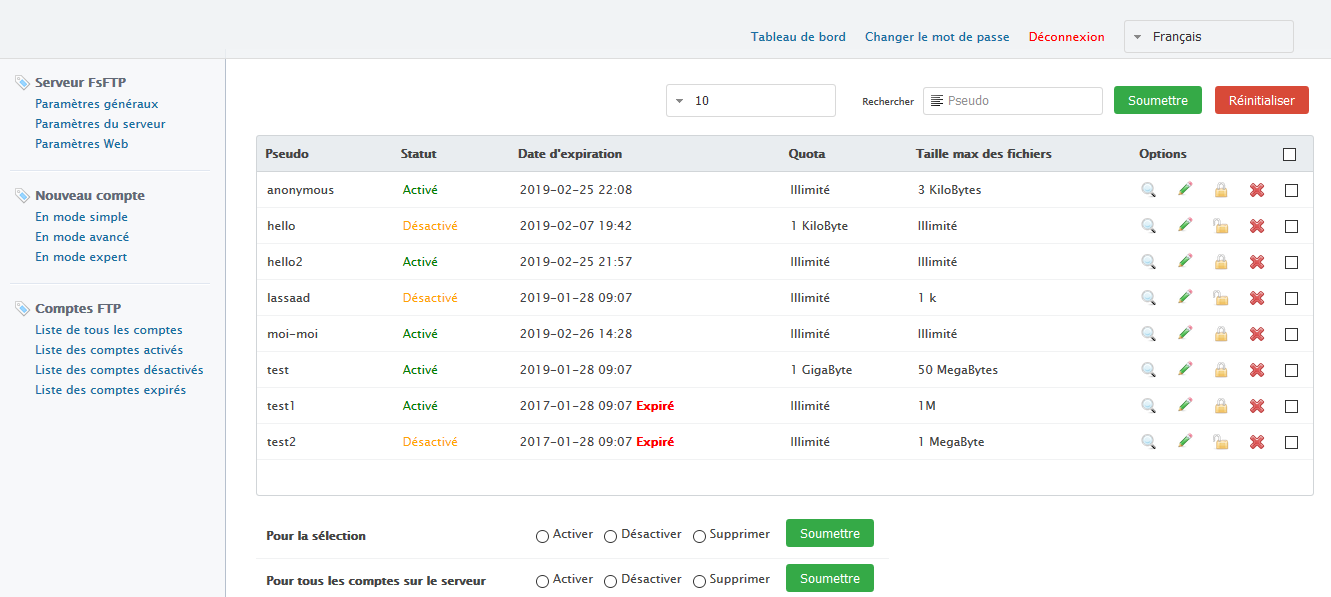 Tableau de bord Changer le mot de passe Déconnexion Français
Serveur FsFTP
Paramètres généraux
Paramètres du serveur
Paramètres Web
Nouveau compte
En mode simple
En mode avancé
En mode expert
Comptes FTP
Liste de tous les comptes
Liste des comptes activés
Liste des comptes désactivés
Liste des comptes expirés
10 Rechercher Pseudo Soumettre Réinitialiser
Pseudo Statut Date d'expiration Quota Taille max des fichiers Options
anonymous Activé 2019-02-25 22:08 Illimité 3 KiloBytes
hello Désactivé 2019-02-07 19:42 1 KiloByte Illimité
hello2 Activé 2019-02-25 21:57 Illimité Illimité
lassaad Désactivé 2019-01-28 09:07 Illimité 1 k
moi-moi Activé 2019-02-26 14:28 Illimité Illimité
test Activé 2019-01-28 09:07 1 GigaByte 50 MegaBytes
test1 Activé 2017-01-28 09:07 Expiré Illimité 1M
test2 Désactivé 2017-01-28 09:07 Expiré Illimité 1 MegaByte
Pour la sélection Activer Désactiver Supprimer Soumettre
Pour tous les comptes sur le serveur Activer Désactiver Supprimer Soumettre